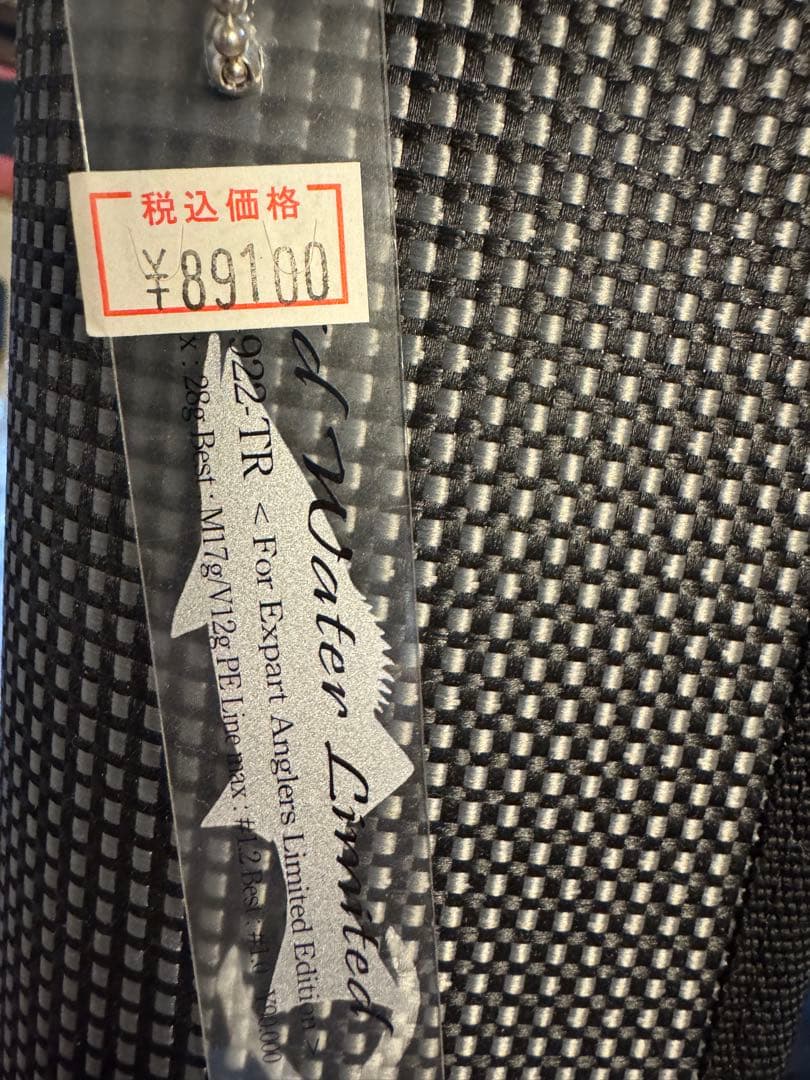 税込価格
¥89100
d Water Limited
922-TR < For Expart Anglers Limited Edition >
x : 28g Best : M17g/V12g PE Line max : #1.2 Best : #1.0